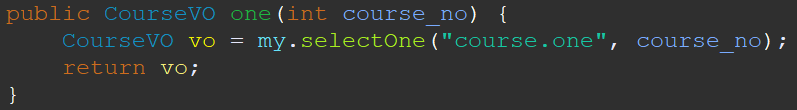 public CourseVO one(int course_no) {
    CourseVO vo = my.selectOne("course.one", course_no);
    return vo;
}